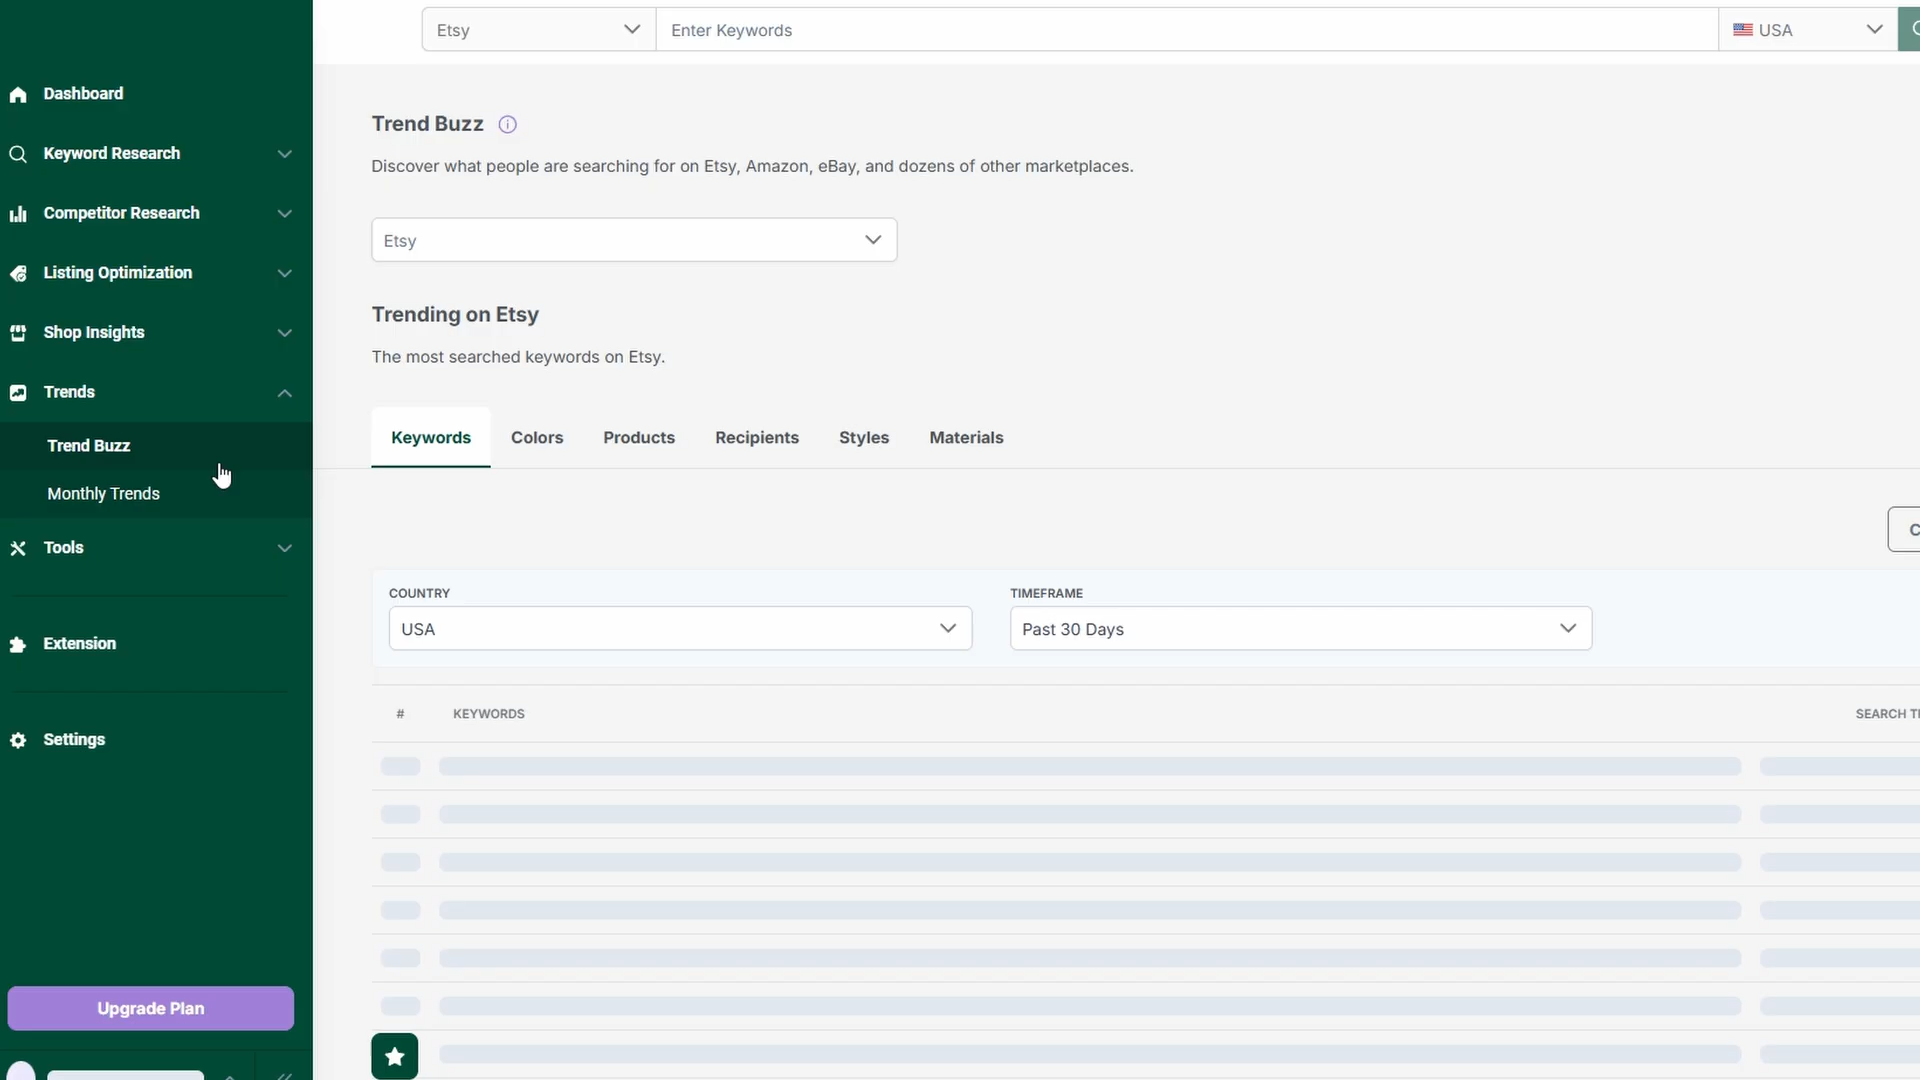 Etsy
Enter Keywords
USA
Dashboard
Keyword Research
Competitor Research
Listing Optimization
Shop Insights
Trends
Trend Buzz
Monthly Trends
Tools
Extension
Settings
Upgrade Plan
Trend Buzz
Discover what people are searching for on Etsy, Amazon, eBay, and dozens of other marketplaces.
Etsy
Trending on Etsy
The most searched keywords on Etsy.
Keywords Colors Products Recipients Styles Materials
COUNTRY TIMEFRAME
USA Past 30 Days
# KEYWORDS SEARCH